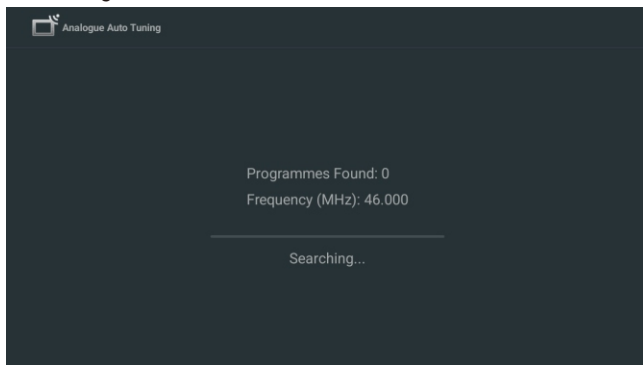 Analogue Auto Tuning
Programmes Found: 0
Frequency (MHz): 46.000
Searching...